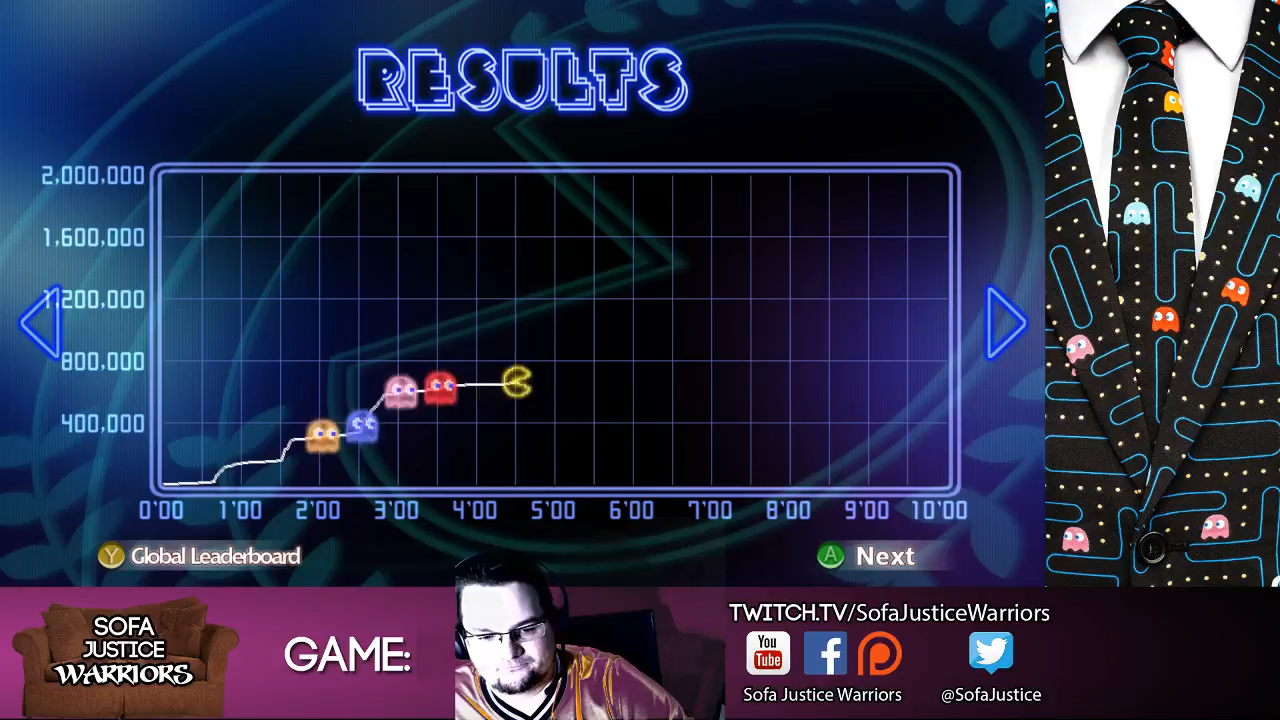 RESULTS
2,000,000
1,600,000
1,200,000
800,000
400,000
0'00 1'00 2'00 3'00 4'00 5'00 6'00 7'00 8'00 9'00 10'00
Y Global Leaderboard
A Next
SOFA
JUSTICE
WARRIORS
GAME:
TWITCH.TV/SofaJusticeWarriors
You
Tube
f
Sofa Justice Warriors
@SofaJustice